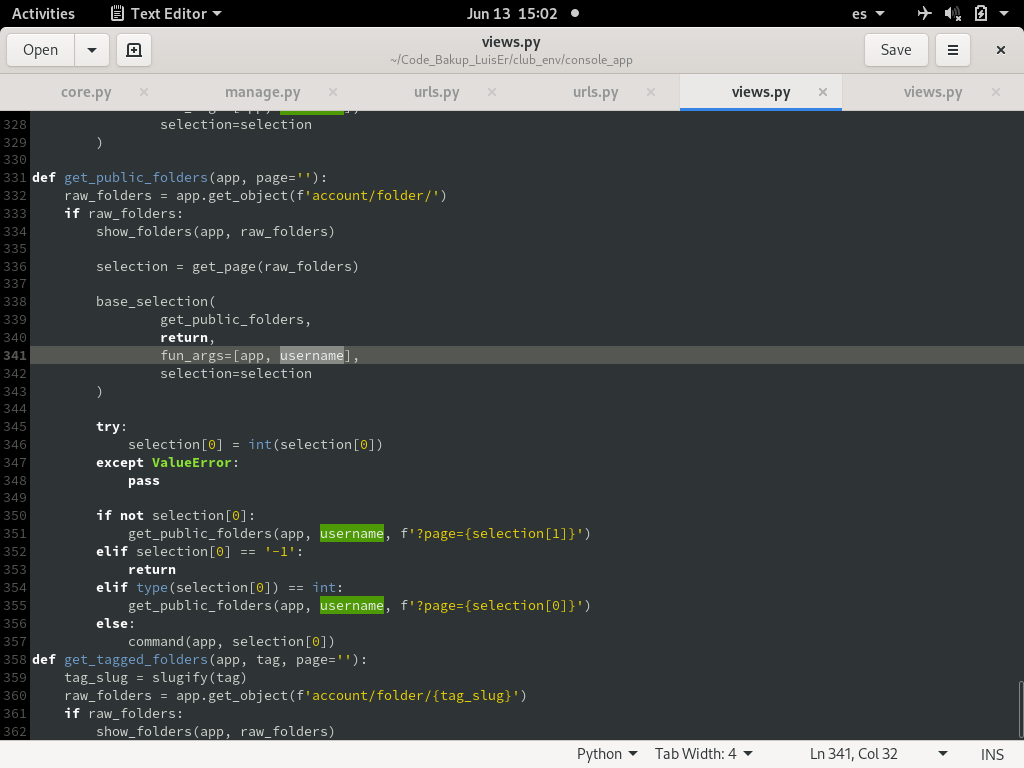 Activities Text Editor Jun 13 15:02 es
Open views.py Save
~/Code_Bakup_LuisEr/club_env/console_app
core.py manage.py urls.py urls.py views.py views.py
328                 selection=selection
329         )
330
331 def get_public_folders(app, page=''):
332     raw_folders = app.get_object(f'account/folder/')
333     if raw_folders:
334         show_folders(app, raw_folders)
335
336         selection = get_page(raw_folders)
337
338         base_selection(
339                 get_public_folders,
340                 return,
341                 fun_args=[app, username],
342                 selection=selection
343         )
344
345         try:
346             selection[0] = int(selection[0])
347         except ValueError:
348             pass
349
350         if not selection[0]:
351             get_public_folders(app, username, f'?page={selection[1]}')
352         elif selection[0] == '-1':
353             return
354         elif type(selection[0]) == int:
355             get_public_folders(app, username, f'?page={selection[0]}')
356         else:
357             command(app, selection[0])
358 def get_tagged_folders(app, tag, page=''):
359     tag_slug = slugify(tag)
360     raw_folders = app.get_object(f'account/folder/{tag_slug}')
361     if raw_folders:
362         show_folders(app, raw_folders)
Python Tab Width: 4 Ln 341, Col 32 INS